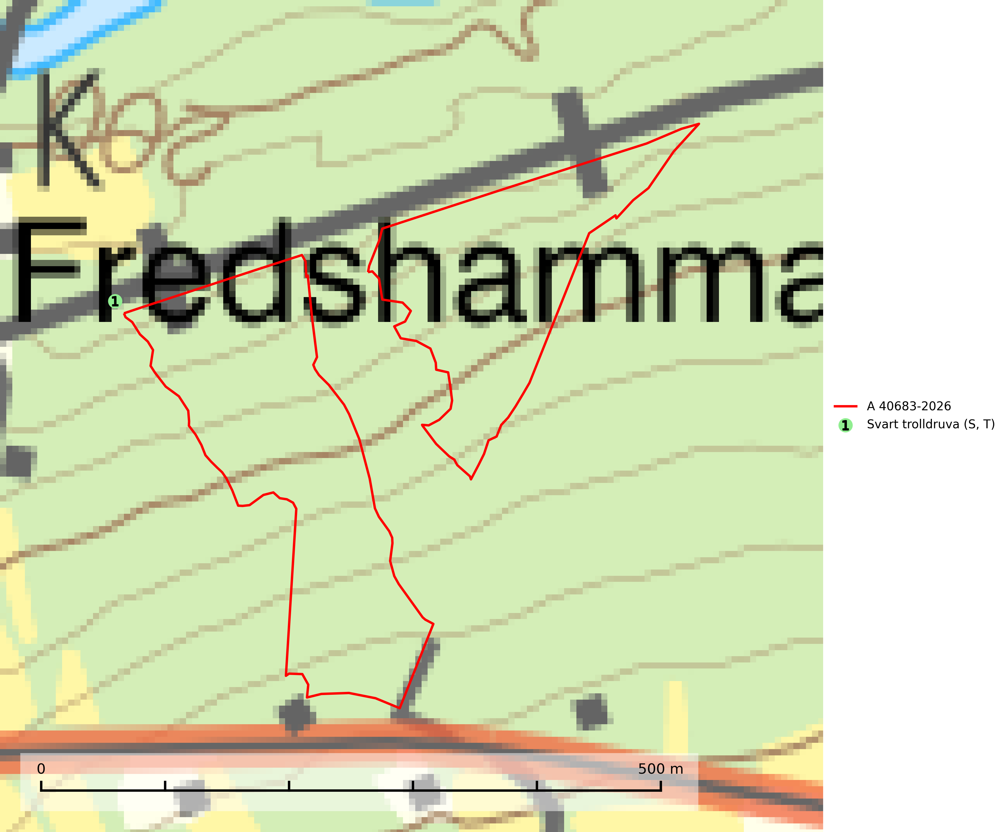 K
Fredshamma
1
A 40683-2026
1 Svart trolldruva (S, T)
0 500 m